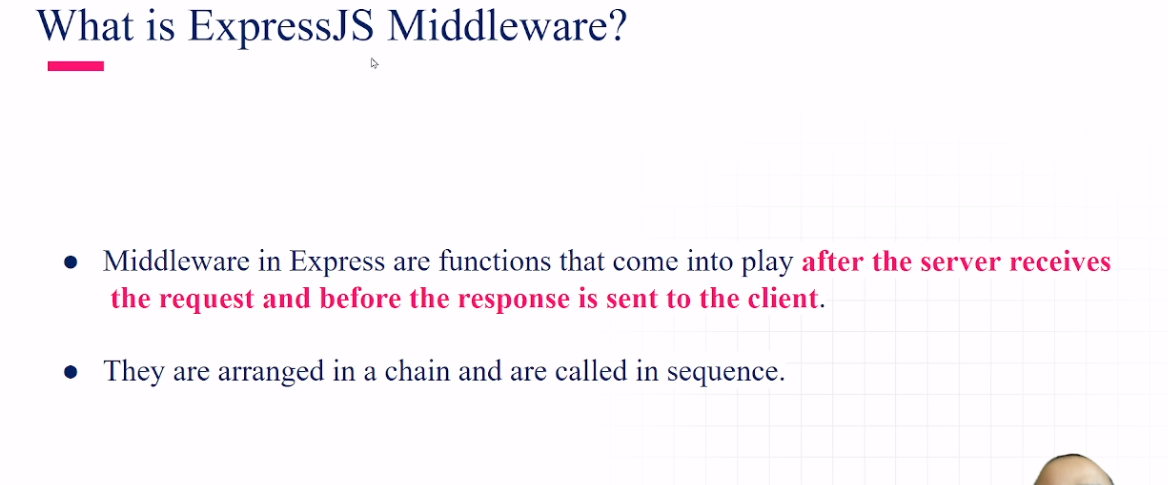 What is ExpressJS Middleware?
● Middleware in Express are functions that come into play after the server receives
the request and before the response is sent to the client.
● They are arranged in a chain and are called in sequence.